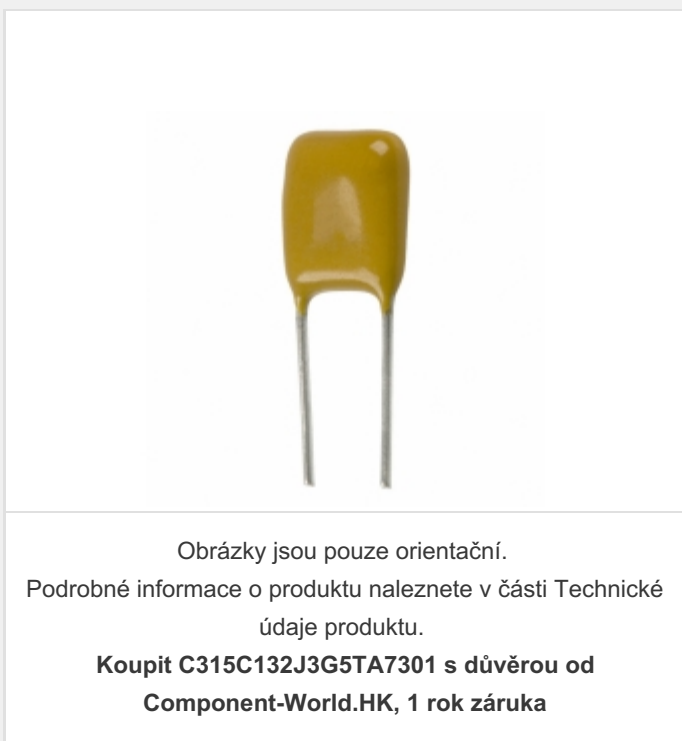 Obrázky jsou pouze orientační.
Podrobné informace o produktu naleznete v části Technické
údaje produktu.
Koupit C315C132J3G5TA7301 s důvěrou od
Component-World.HK, 1 rok záruka